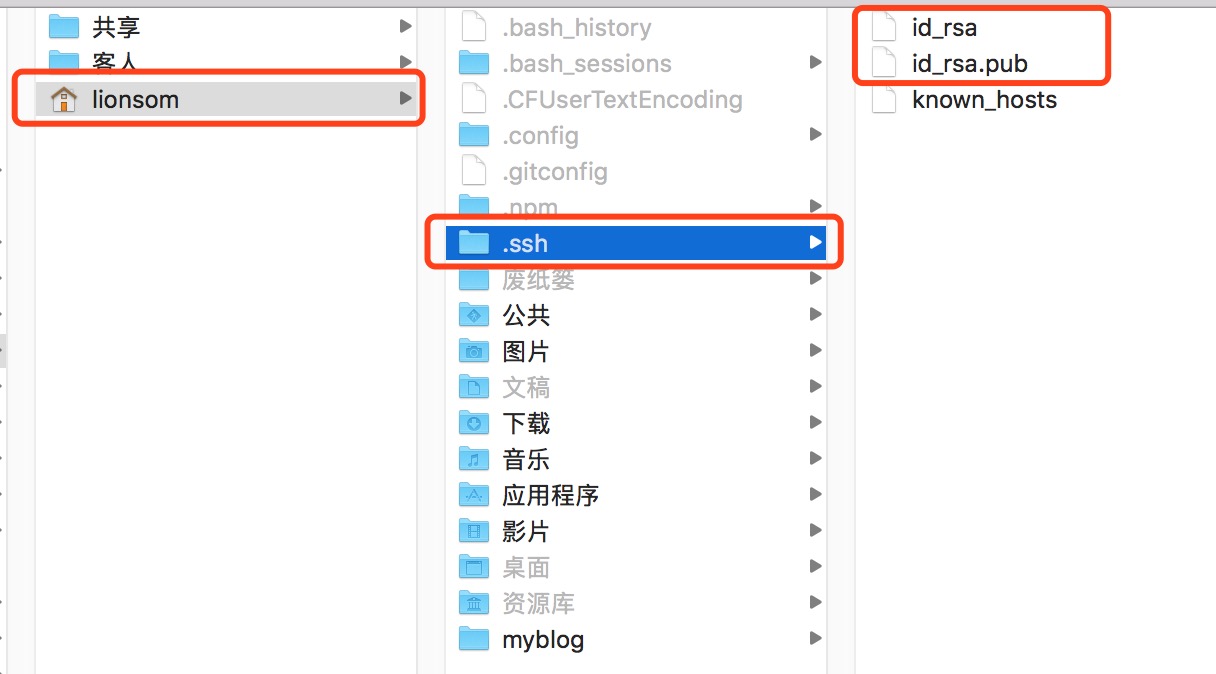 共享
客人
lionsom
.bash_history
.bash_sessions
.CFUserTextEncoding
.config
.gitconfig
.npm
.ssh
废纸篓
公共
图片
文稿
下载
音乐
应用程序
影片
桌面
资源库
myblog
id_rsa
id_rsa.pub
known_hosts